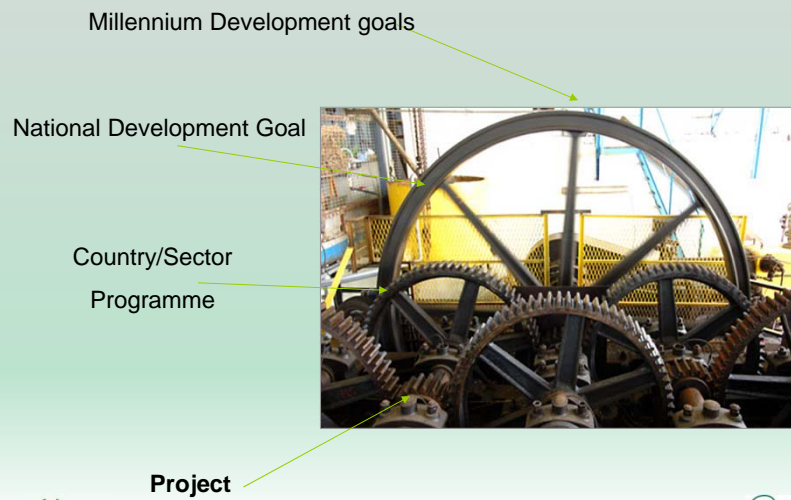 Millennium Development goals
National Development Goal
Country/Sector
Programme
Project